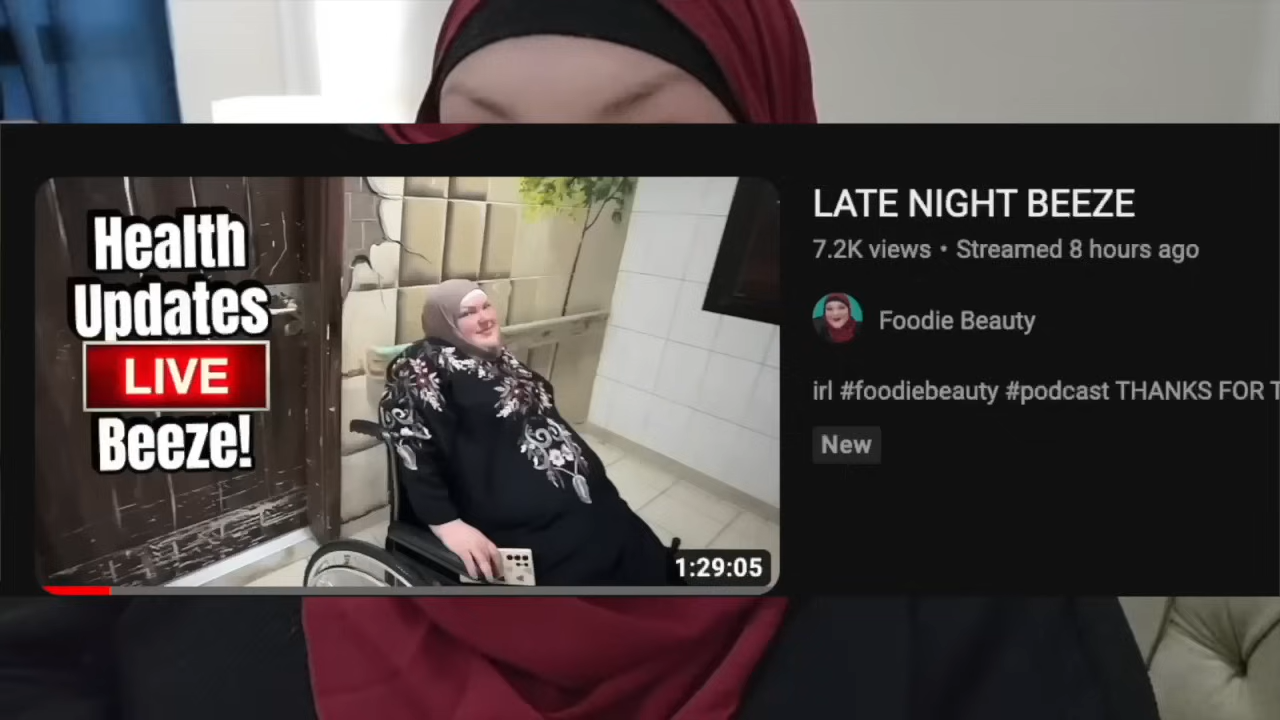 Health
Updates
LIVE
Beeze!
1:29:05
LATE NIGHT BEEZE
7.2K views • Streamed 8 hours ago
Foodie Beauty
irl #foodiebeauty #podcast THANKS FOR T
New